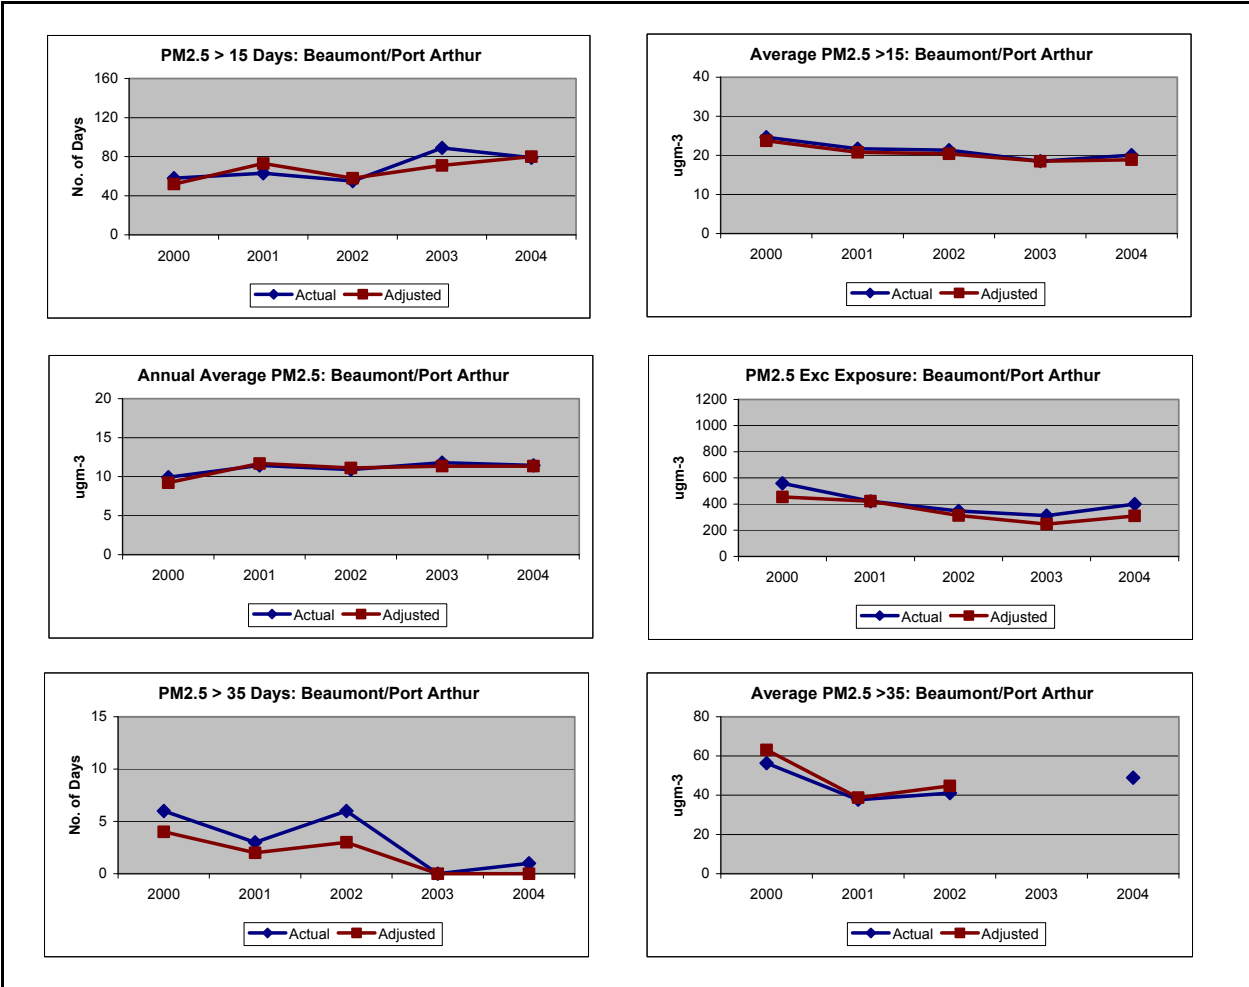 PM2.5 > 15 Days: Beaumont/Port Arthur
160
120
80
40
0
No. of Days
2000 2001 2002 2003 2004
Actual Adjusted
Average PM2.5 >15: Beaumont/Port Arthur
40
30
20
10
0
ugm-3
2000 2001 2002 2003 2004
Actual Adjusted
Annual Average PM2.5: Beaumont/Port Arthur
20
15
10
5
0
ugm-3
2000 2001 2002 2003 2004
Actual Adjusted
PM2.5 Exc Exposure: Beaumont/Port Arthur
1200
1000
800
600
400
200
0
ugm-3
2000 2001 2002 2003 2004
Actual Adjusted
PM2.5 > 35 Days: Beaumont/Port Arthur
15
10
5
0
No. of Days
2000 2001 2002 2003 2004
Actual Adjusted
Average PM2.5 >35: Beaumont/Port Arthur
80
60
40
20
0
ugm-3
2000 2001 2002 2003 2004
Actual Adjusted